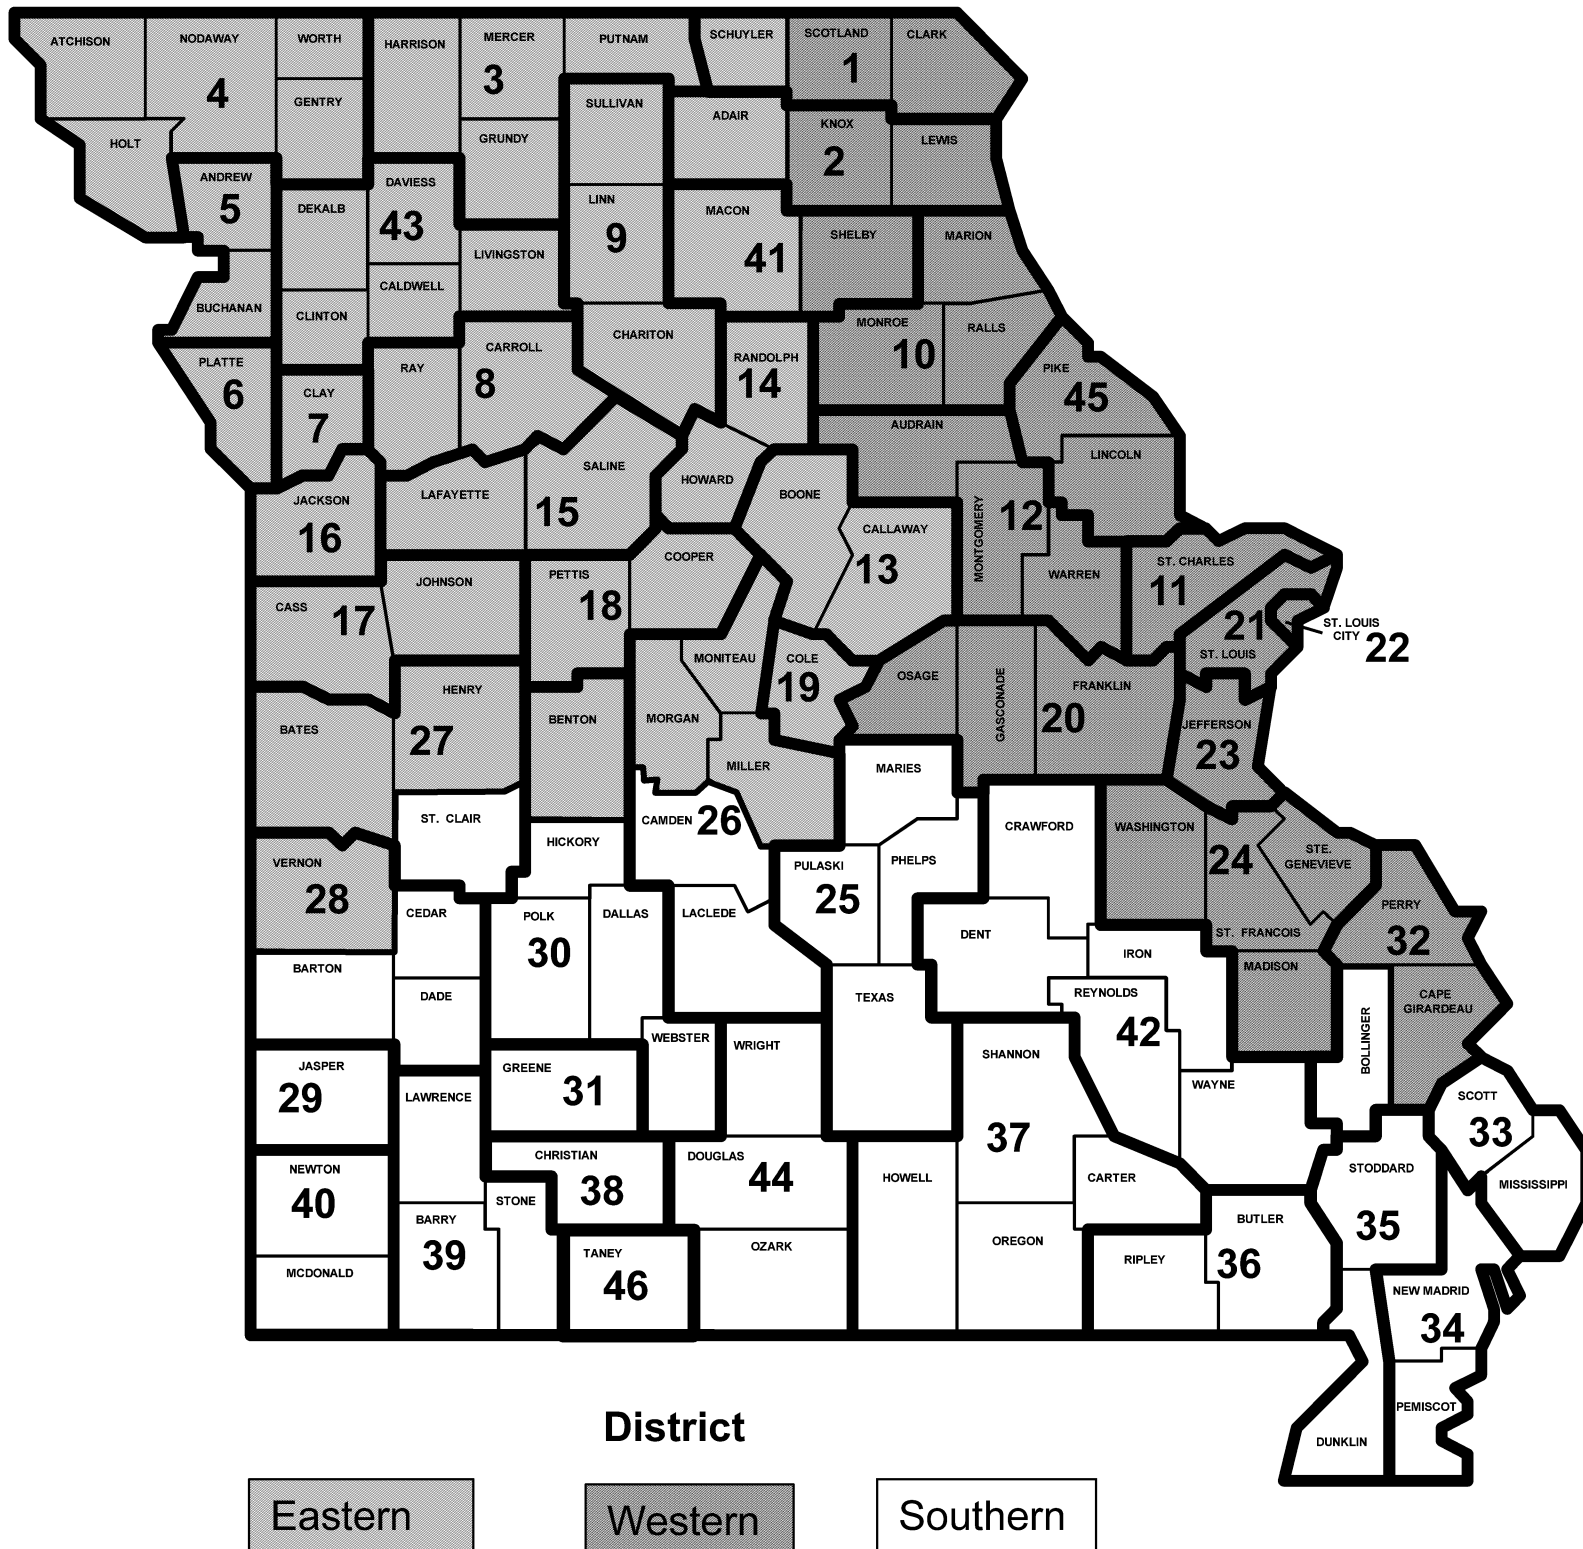 ATCHISON
NODAWAY
WORTH
HARRISON
MERCER
PUTNAM
SCHUYLER
SCOTLAND
CLARK
4
3
1
GENTRY
SULLIVAN
ADAIR
KNOX
LEWIS
HOLT
GRUNDY
2
ANDREW
5
DEKALB
DAVIESS
43
LINN
9
MACON
41
SHELBY
MARION
LIVINGSTON
BUCHANAN
CLINTON
CALDWELL
CHARITON
MONROE
RALLS
10
PLATTE
6
CLAY
7
RAY
CARROLL
8
RANDOLPH
14
PIKE
45
AUDRAIN
LINCOLN
JACKSON
16
LAFAYETTE
SALINE
15
HOWARD
BOONE
CALLAWAY
13
MONTGOMERY
12
WARREN
ST. CHARLES
11
CASS
17
JOHNSON
PETTIS
18
COOPER
21
ST. LOUIS
ST. LOUIS
CITY 22
MONITEAU
COLE
19
OSAGE
GASCONADE
FRANKLIN
20
JEFFERSON
23
BATES
HENRY
27
BENTON
MORGAN
MILLER
MARIES
ST. CLAIR
HICKORY
CAMDEN
26
PULASKI
25
PHELPS
CRAWFORD
WASHINGTON
24
STE.
GENEVIEVE
VERNON
28
CEDAR
POLK
30
DALLAS
LACLEDE
DENT
IRON
ST. FRANCOIS
PERRY
32
BARTON
DADE
TEXAS
REYNOLDS
42
MADISON
BOLLINGER
CAPE
GIRARDEAU
JASPER
29
LAWRENCE
GREENE
31
WEBSTER
WRIGHT
SHANNON
37
WAYNE
SCOTT
33
NEWTON
40
CHRISTIAN
38
DOUGLAS
44
HOWELL
CARTER
STODDARD
35
MISSISSIPPI
STONE
BARRY
39
MCDONALD
TANEY
46
OZARK
OREGON
RIPLEY
BUTLER
36
NEW MADRID
34
DUNKLIN
PEMISCOT
District
Eastern
Western
Southern